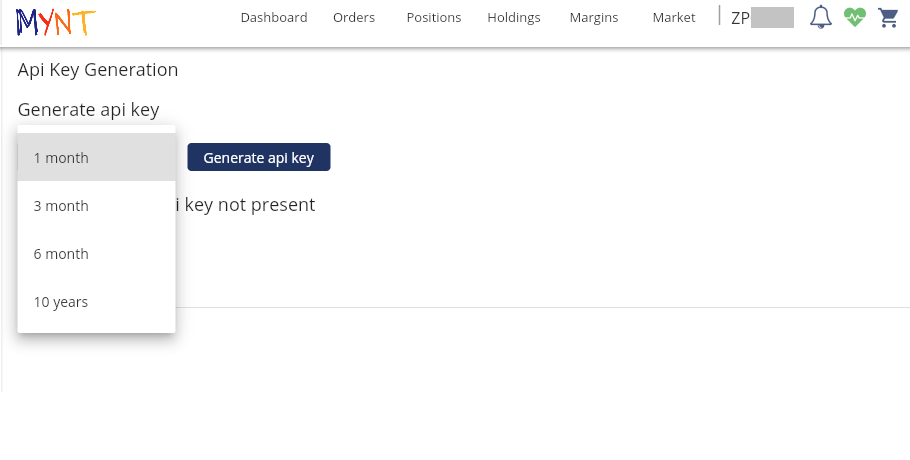 MYNT
Dashboard Orders Positions Holdings Margins Market ZP
Api Key Generation
Generate api key
1 month
Generate api key
3 month
i key not present
6 month
10 years